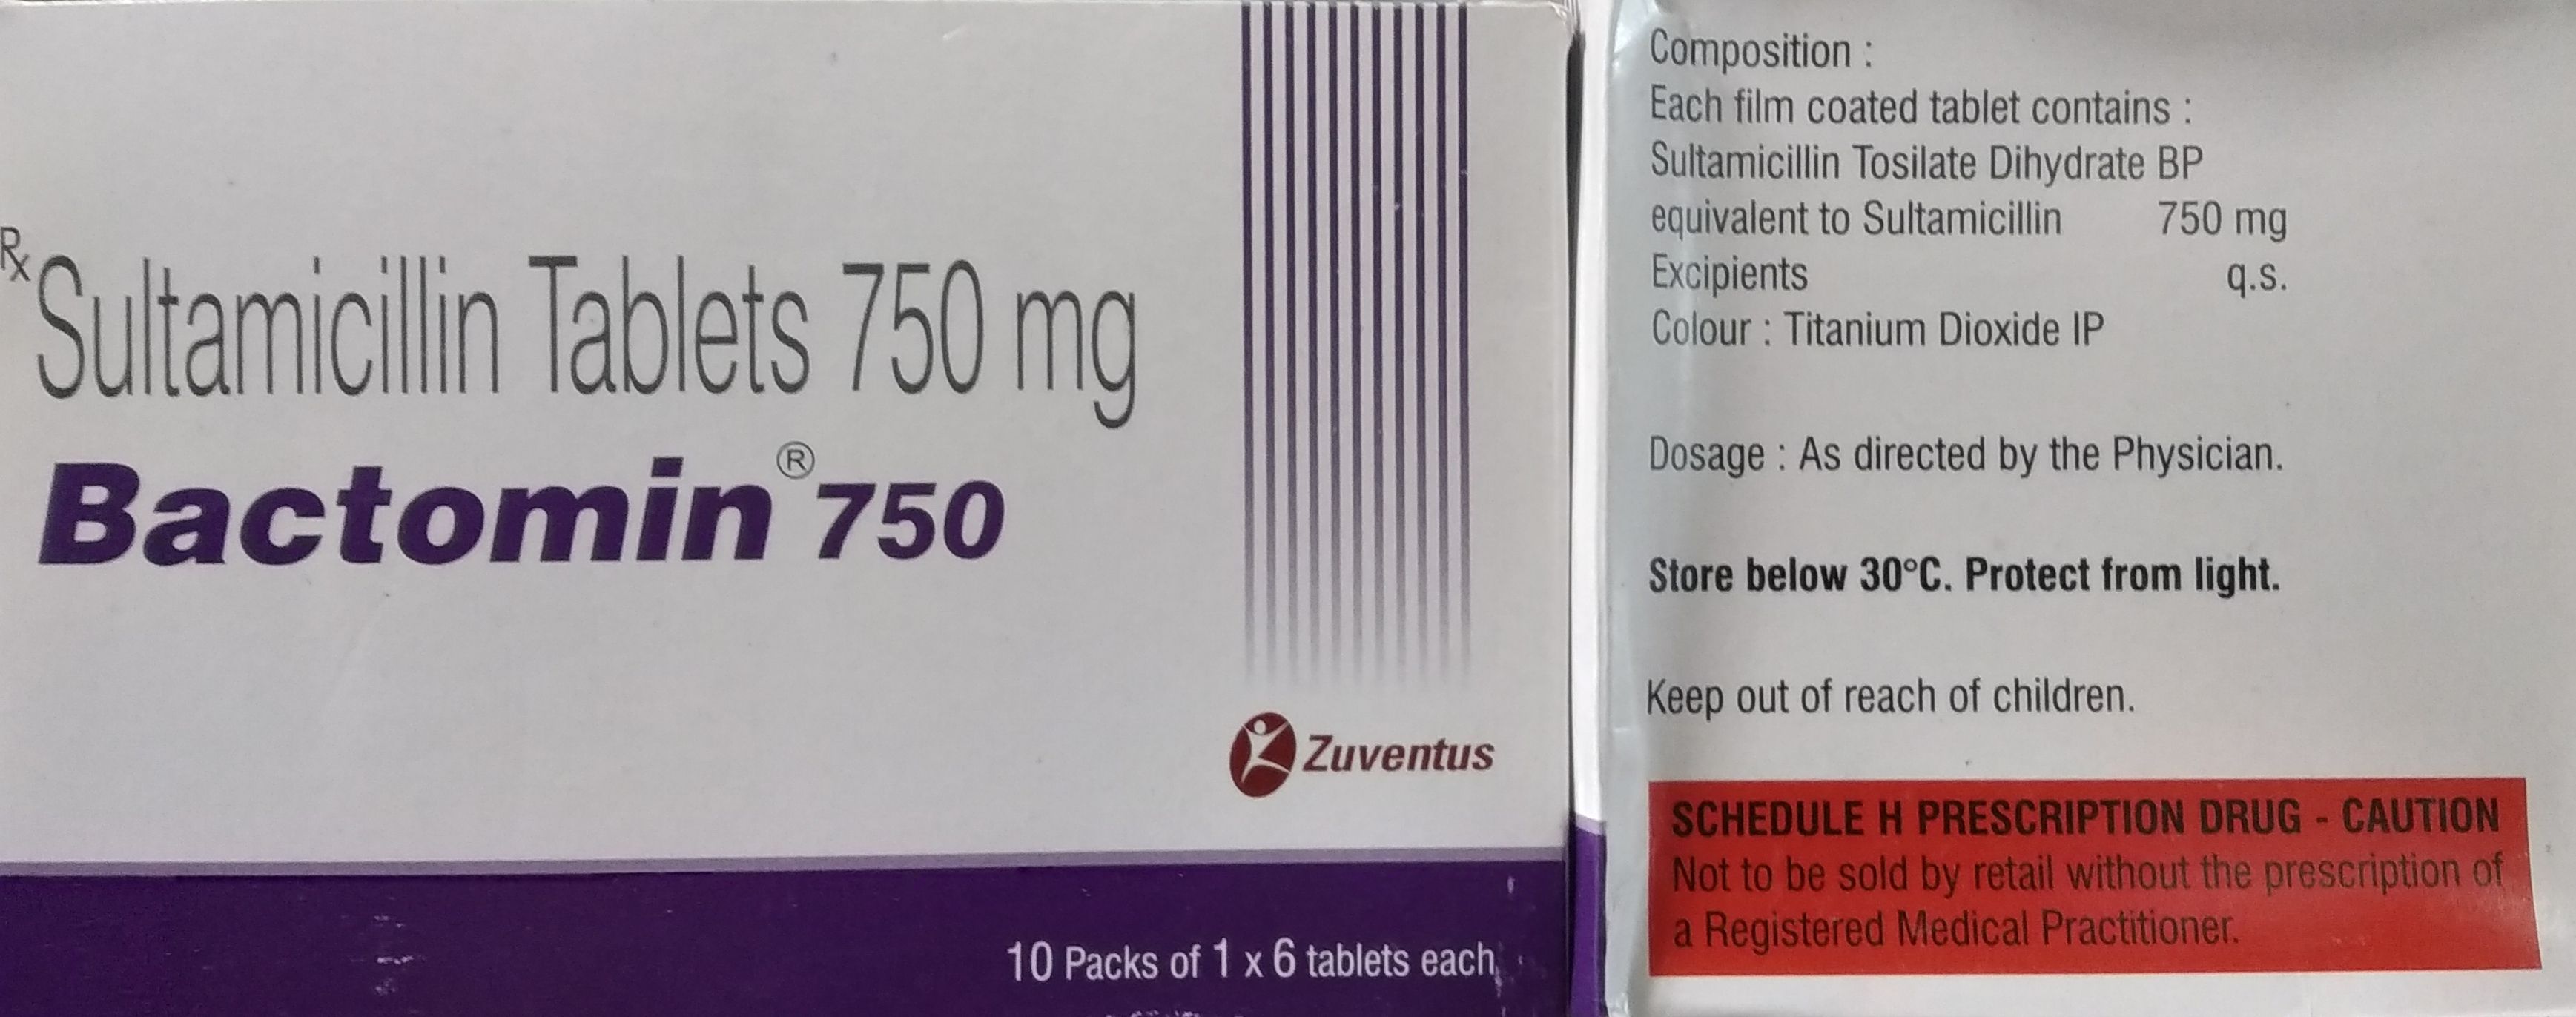 Rx Sultamicillin Tablets 750 mg
Bactomin® 750
Zuventus
10 Packs of 1 x 6 tablets each
Composition :
Each film coated tablet contains :
Sultamicillin Tosilate Dihydrate BP
equivalent to Sultamicillin 750 mg
Excipients q.s.
Colour : Titanium Dioxide IP
Dosage : As directed by the Physician.
Store below 30°C. Protect from light.
Keep out of reach of children.
SCHEDULE H PRESCRIPTION DRUG - CAUTION
Not to be sold by retail without the prescription of
a Registered Medical Practitioner.